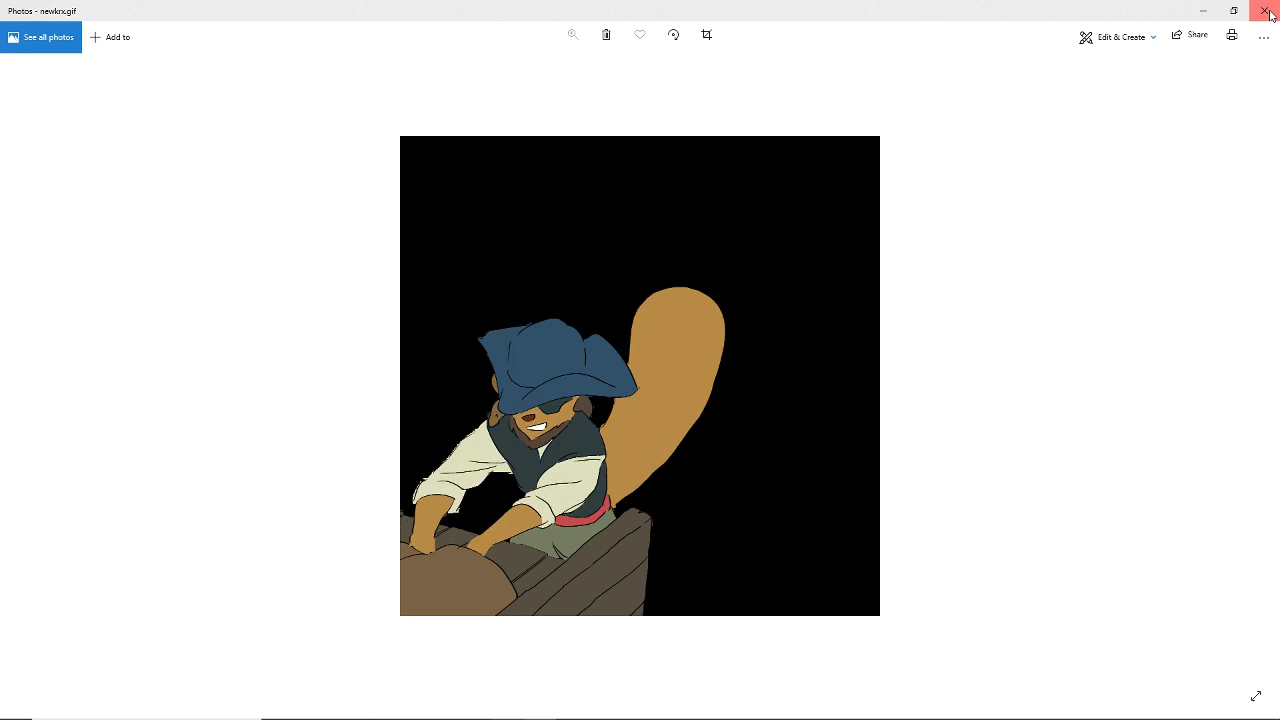 Photos - newkrx.gif
See all photos
Add to
Edit & Create
Share